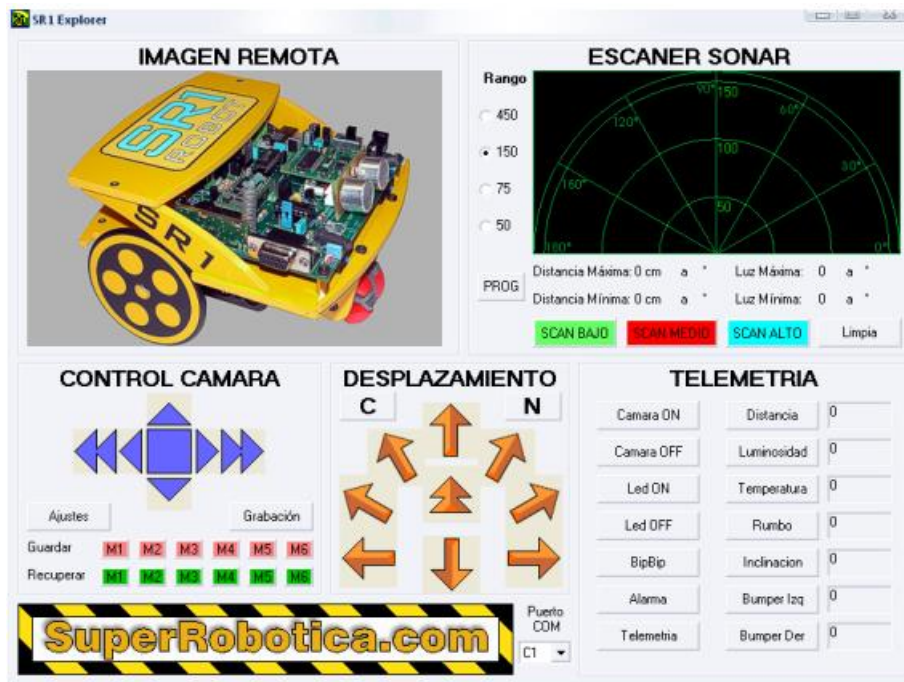 SR1 Explorer
IMAGEN REMOTA
SR1
ROBOT
SR 1
ESCANER SONAR
Rango
450
150
75
50
PROG
90° 150
120° 60°
100
160° 30°
50
180° 0°
Distancia Máxima: 0 cm a ° Luz Máxima: 0 a °
Distancia Mínima: 0 cm a ° Luz Mínima: 0 a °
SCAN BAJO SCAN MEDIO SCAN ALTO Limpia
CONTROL CAMARA
Ajustes Grabación
Guardar M1 M2 M3 M4 M5 M6
Recuperar M1 M2 M3 M4 M5 M6
DESPLAZAMIENTO
C N
TELEMETRIA
Camara ON Distancia 0
Camara OFF Luminosidad 0
Led ON Temperatura 0
Led OFF Rumbo 0
BipBip Inclinacion 0
Alarma Bumper Izq 0
Telemetria Bumper Der 0
SuperRobotica.com
Puerto
COM
C1